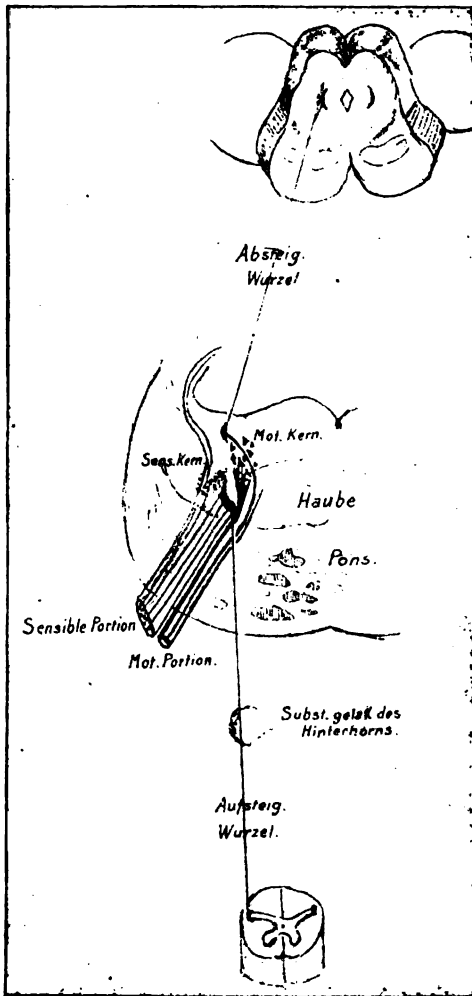 Absteig.
Wurzel
Mot. Kern.
Sens. Kern.
Haube
Pons.
Sensible Portion
Mot. Portion.
Subst. gelat. des
Hinterhorns.
Aufsteig.
Wurzel.